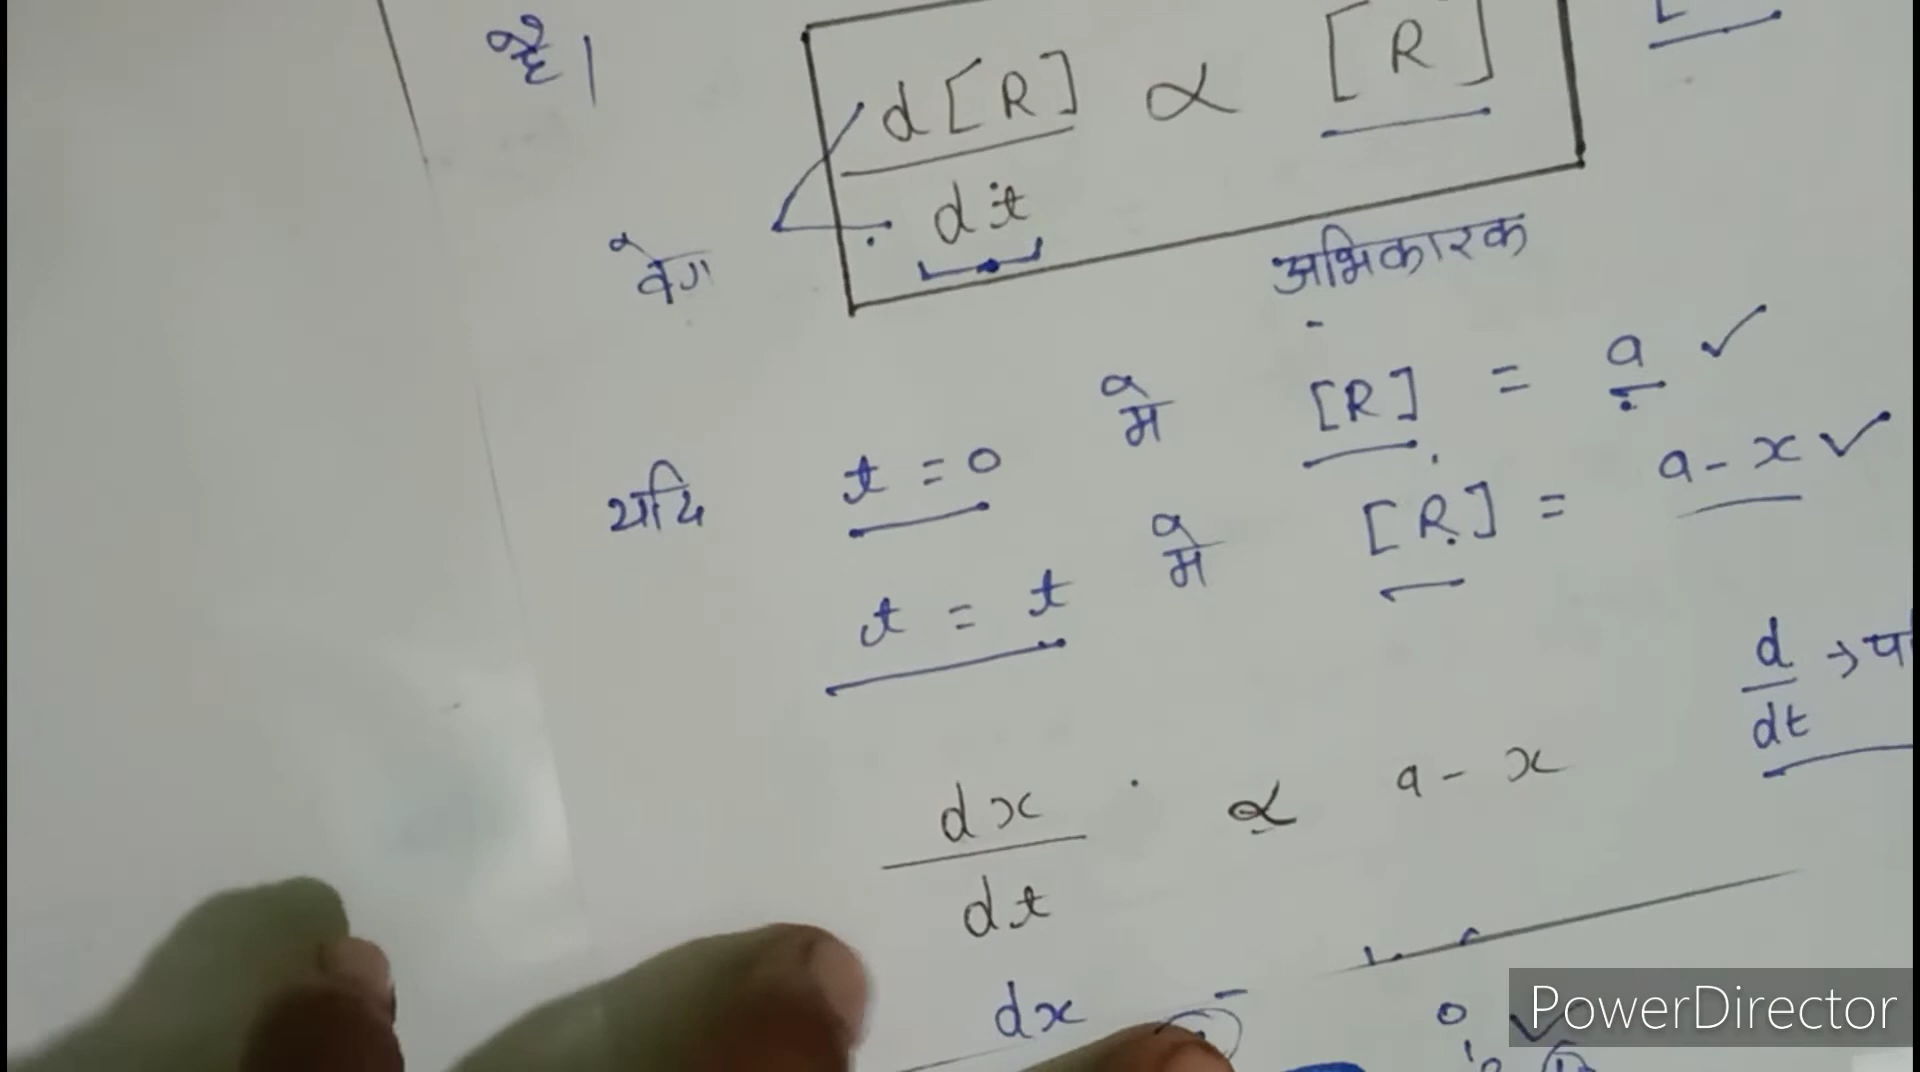 है।
d[R] ∝ [R]
dt
वेग
अभिकारक
यदि t = 0 मे [R] = a ✓
t = t मे [R] = a - x ✓
d
dt
dx ∝ a - x
dt
dx
PowerDirector